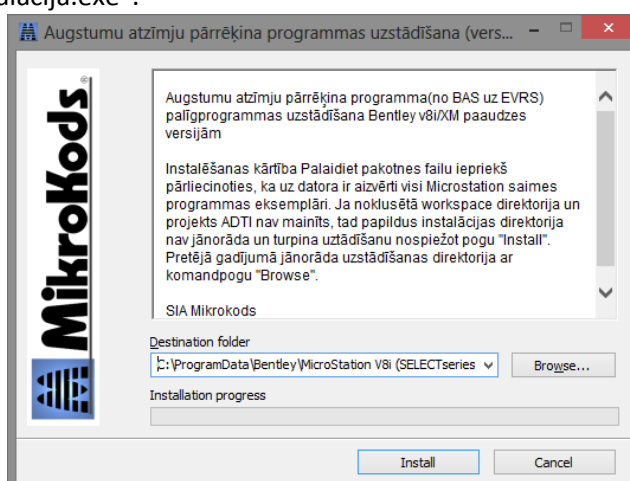 Augstumu atzīmju pārrēķina programmas uzstādīšana (vers...
MikroKods®
Augstumu atzīmju pārrēķina programma(no BAS uz EVRS)
palīgprogrammas uzstādīšana Bentley v8i/XM paaudzes
versijām
Instalēšanas kārtība Palaidiet pakotnes failu iepriekš
pārliecinoties, ka uz datora ir aizvērti visi Microstation saimes
programmas eksemplāri. Ja noklusētā workspace direktorija un
projekts ADTI nav mainīts, tad papildus instalācijas direktorija
nav jānorāda un turpina uztādīšanu nospiežot pogu "Install".
Pretējā gadījumā jānorāda uzstādīšanas direktorija ar
komandpogu "Browse".
SIA Mikrokods
Destination folder
C:\ProgramData\Bentley\MicroStation V8i (SELECTseries
Browse...
Installation progress
Install
Cancel